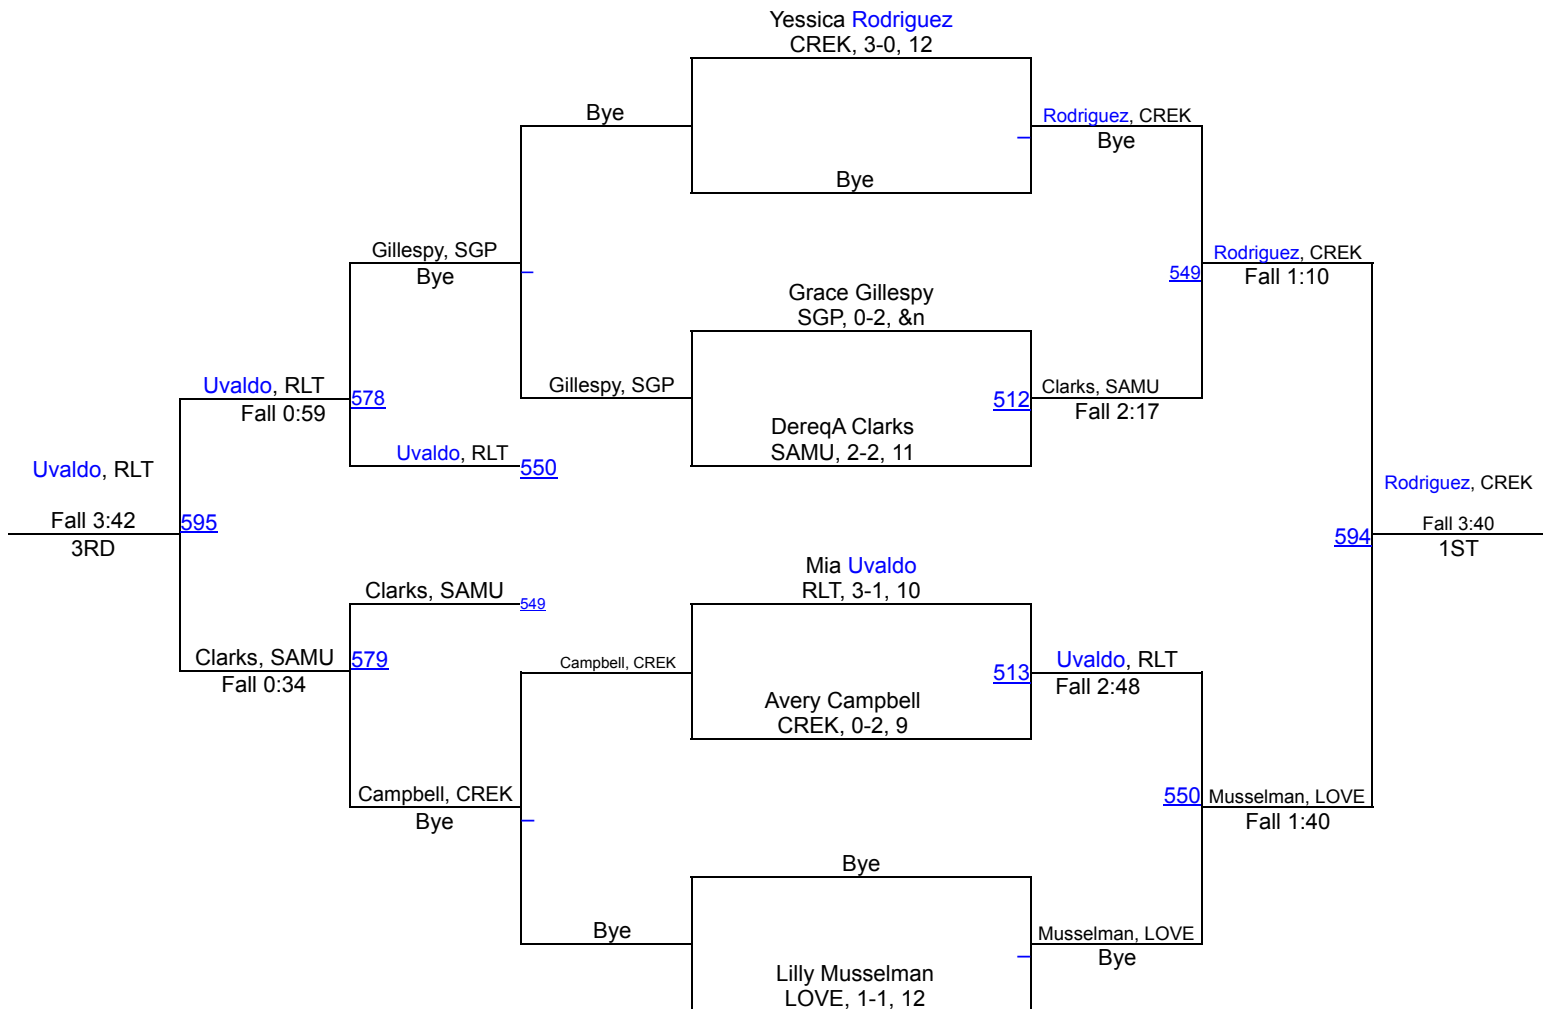 Yessica Rodriguez
CREK, 3-0, 12
Bye
Rodriguez, CREK
Bye
Bye
Gillespy, SGP
Bye
Rodriguez, CREK
549
Fall 1:10
Grace Gillespy
SGP, 0-2, &n
Uvaldo, RLT
578
Fall 0:59
Gillespy, SGP
512
Clarks, SAMU
Fall 2:17
DereqA Clarks
SAMU, 2-2, 11
Uvaldo, RLT
550
Uvaldo, RLT
Fall 3:42
3RD
595
Rodriguez, CREK
Fall 3:40
1ST
594
Mia Uvaldo
RLT, 3-1, 10
Clarks, SAMU
549
Clarks, SAMU
579
Fall 0:34
Campbell, CREK
513
Uvaldo, RLT
Fall 2:48
Avery Campbell
CREK, 0-2, 9
Campbell, CREK
Bye
550
Musselman, LOVE
Fall 1:40
Bye
Bye
Musselman, LOVE
Bye
Lilly Musselman
LOVE, 1-1, 12